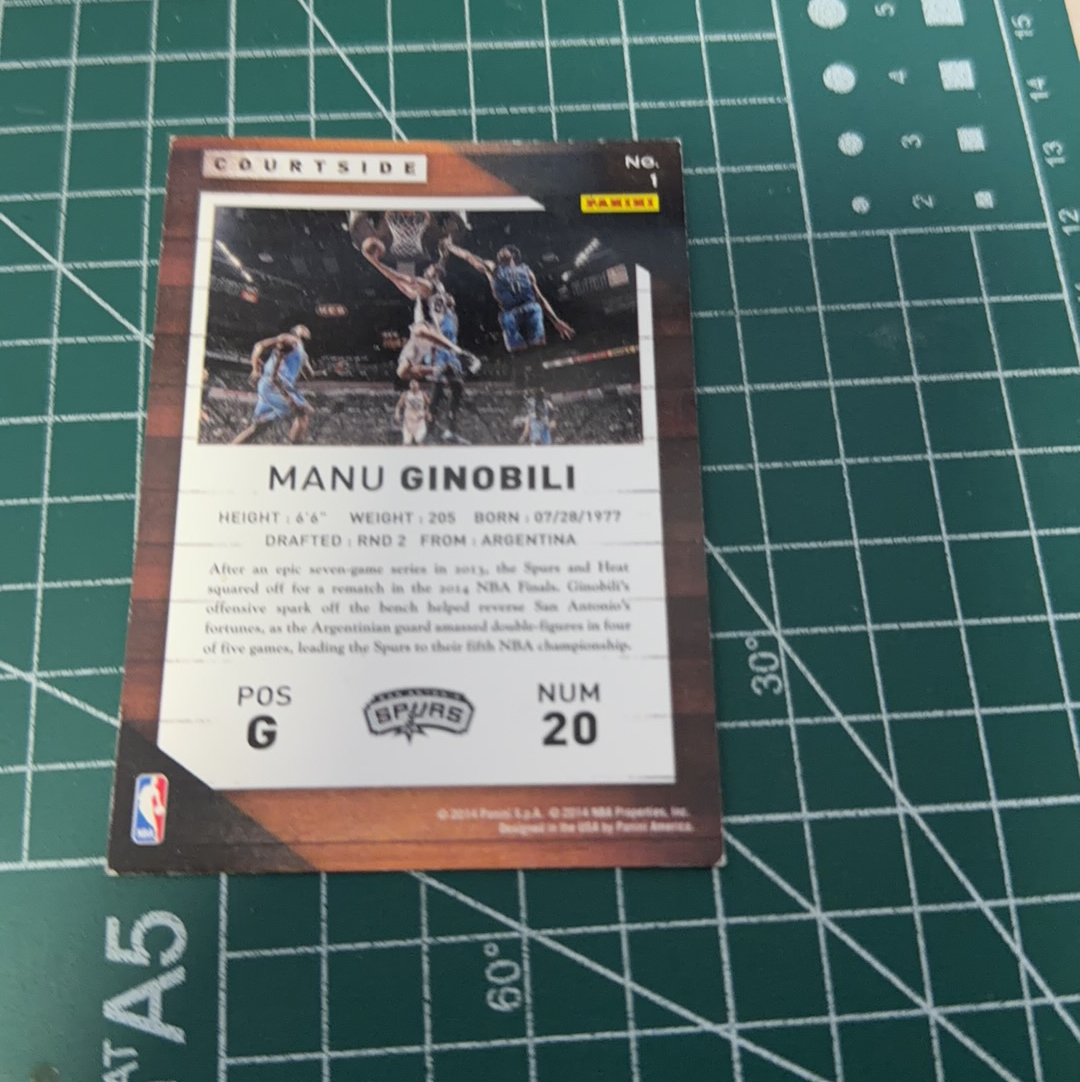 COURTSIDE
No.
1
PANINI
MANU GINOBILI
HEIGHT : 6'6" WEIGHT : 205 BORN : 07/28/1977
DRAFTED : RND 2 FROM : ARGENTINA
After an epic seven-game series in 2013, the Spurs and Heat
squared off for a rematch in the 2014 NBA Finals. Ginobili's
offensive spark off the bench helped reverse San Antonio's
fortunes, as the Argentinian guard amassed double-figures in four
of five games, leading the Spurs to their fifth NBA championship.
POS
G
SPURS
NUM
20
NBA
© 2014 Panini S.p.A. © 2014 NBA Properties, Inc.
Designed in the USA by Panini America.
5
4
3
2
15
14
13
12
30°
60°
AT A5